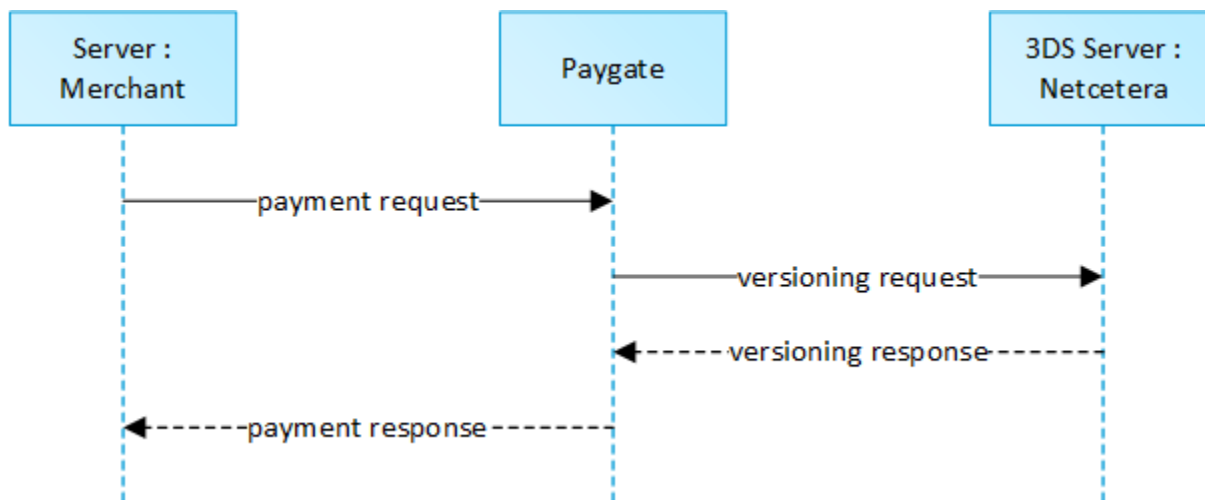 Server :
Merchant
Paygate
3DS Server :
Netcetera
payment request
versioning request
versioning response
payment response